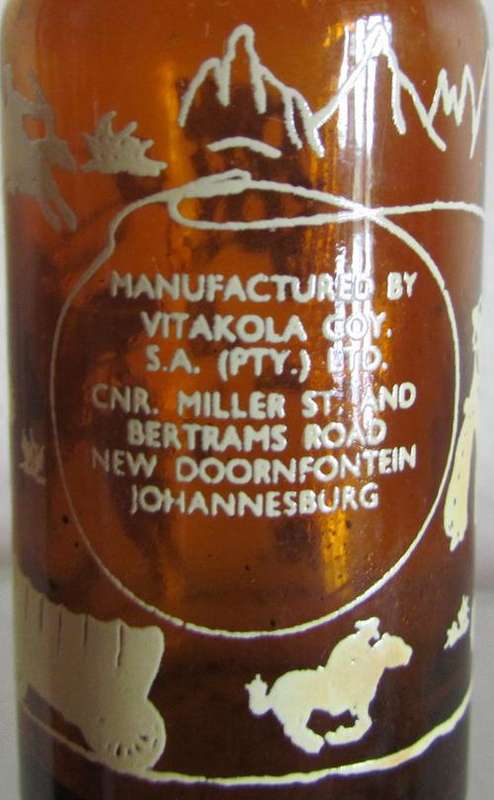 MANUFACTURED BY
VITAKOLA COY.
S.A. (PTY.) LTD.
CNR. MILLER ST. AND
BERTRAMS ROAD
NEW DOORNFONTEIN
JOHANNESBURG